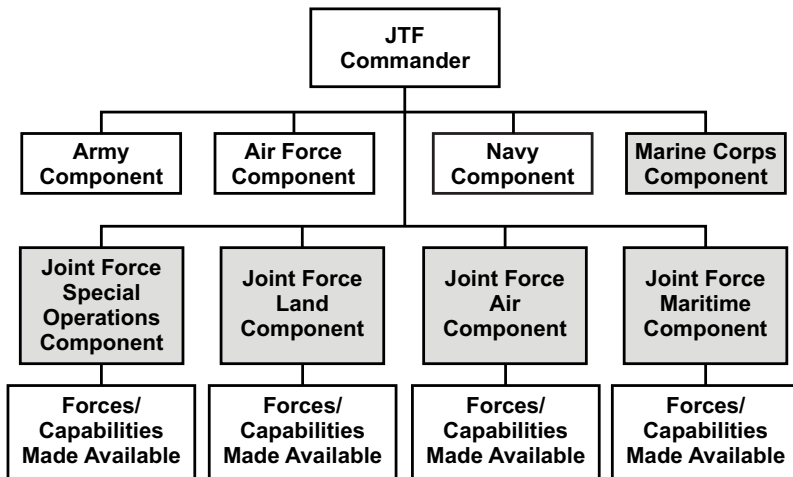 JTF
Commander
Army
Component
Air Force
Component
Navy
Component
Marine Corps
Component
Joint Force
Special
Operations
Component
Joint Force
Land
Component
Joint Force
Air
Component
Joint Force
Maritime
Component
Forces/
Capabilities
Made Available
Forces/
Capabilities
Made Available
Forces/
Capabilities
Made Available
Forces/
Capabilities
Made Available